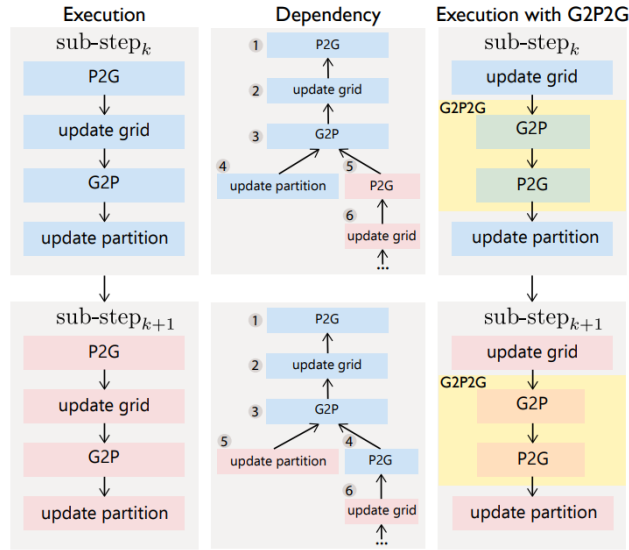 Execution
sub-step_k
P2G
update grid
G2P
update partition
sub-step_{k+1}
P2G
update grid
G2P
update partition
Dependency
1 P2G
2 update grid
3 G2P
4 update partition
5 P2G
6 update grid
...
1 P2G
2 update grid
3 G2P
5 update partition
4 P2G
6 update grid
...
Execution with G2P2G
sub-step_k
update grid
G2P2G
G2P
P2G
update partition
sub-step_{k+1}
update grid
G2P2G
G2P
P2G
update partition